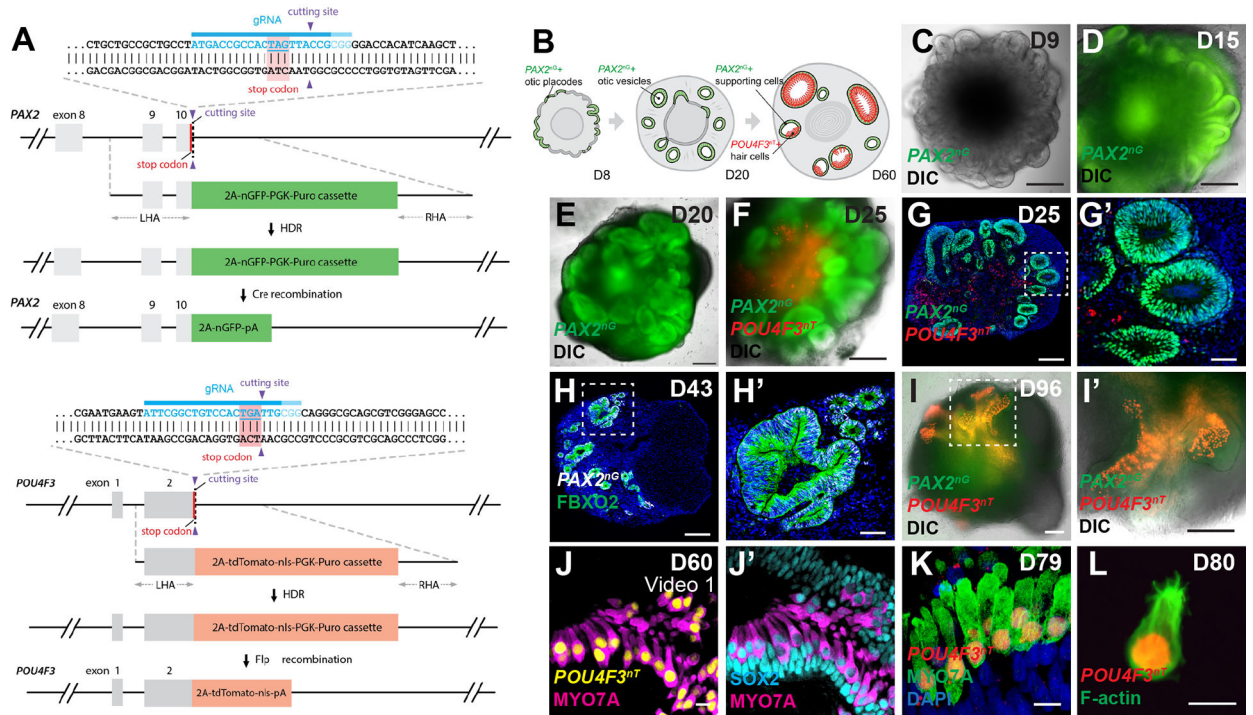 A
cutting site
gRNA
...CTGCTGCCGCTGCCTATGACCGCCACTAGTTACCGCGGGGACCACATCAAGCT...
...GACGACGGCGACGGATACTGGCGGTGATCAATGGCGCCCCTGGTGTAGTTCGA...
stop codon
PAX2
exon 8
9
10
cutting site
stop codon
2A-nGFP-PGK-Puro cassette
LHA
RHA
HDR
2A-nGFP-PGK-Puro cassette
Cre recombination
PAX2
exon 8
9
10
2A-nGFP-pA
cutting site
gRNA
...CGAATGAAGTATTCGGCTGTCCACTGATTGCGGCAGGGCGCAGCGTCGGGAGCC...
...GCTTACTTCATAAGCCGACAGGTGACTAACGCCGTCCCGCGTCGCAGCCCTCGG...
stop codon
POU4F3
exon 1
2
cutting site
stop codon
2A-tdTomato-nls-PGK-Puro cassette
LHA
RHA
HDR
2A-tdTomato-nls-PGK-Puro cassette
Flp recombination
POU4F3
exon 1
2
2A-tdTomato-nls-pA
B
PAX2nG+
otic placodes
PAX2nG+
otic vesicles
PAX2nG+
supporting cells
POU4F3nT+
hair cells
D8
D20
D60
C
D9
PAX2nG
DIC
D
D15
PAX2nG
DIC
E
D20
PAX2nG
DIC
F
D25
PAX2nG
POU4F3nT
DIC
G
D25
PAX2nG
POU4F3nT
G'
H
D43
PAX2nG
FBXO2
H'
I
D96
PAX2nG
POU4F3nT
DIC
I'
PAX2nG
POU4F3nT
DIC
J
D60
Video 1
POU4F3nT
MYO7A
J'
SOX2
MYO7A
K
D79
POU4F3nT
MYO7A
DAPI
L
D80
POU4F3nT
F-actin